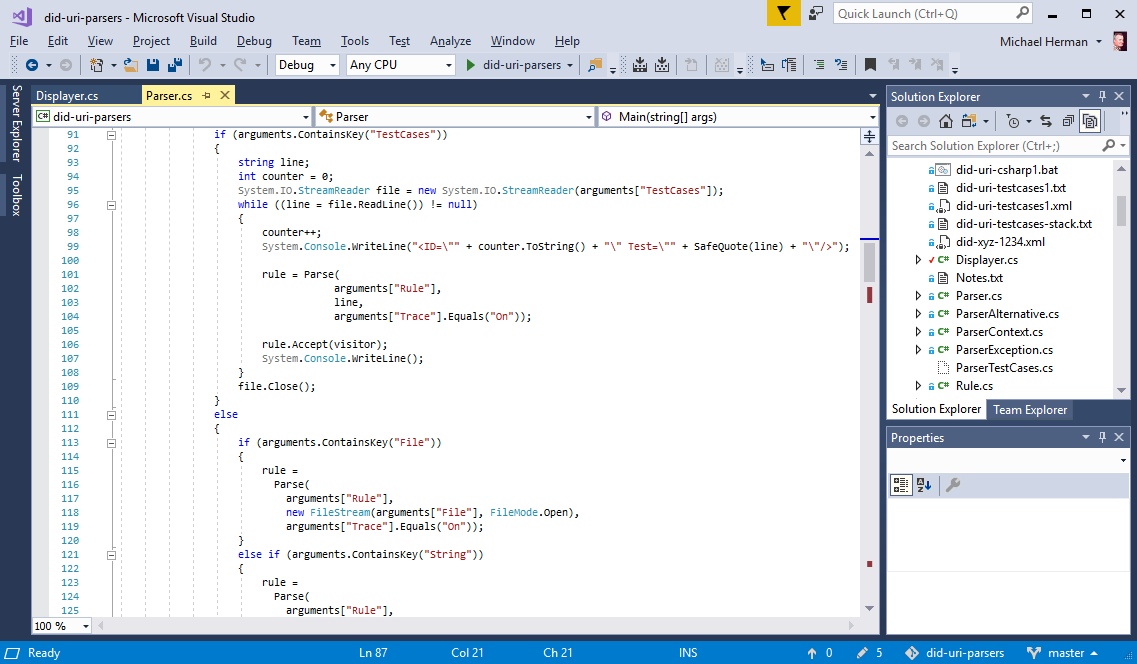 did-uri-parsers - Microsoft Visual Studio
Quick Launch (Ctrl+Q)
File Edit View Project Build Debug Team Tools Test Analyze Window Help
Michael Herman
Debug Any CPU did-uri-parsers
Server Explorer
Toolbox
Displayer.cs Parser.cs
did-uri-parsers Parser Main(string[] args)
91 if (arguments.ContainsKey("TestCases"))
92 {
93 string line;
94 int counter = 0;
95 System.IO.StreamReader file = new System.IO.StreamReader(arguments["TestCases"]);
96 while ((line = file.ReadLine()) != null)
97 {
98 counter++;
99 System.Console.WriteLine("<ID=\"" + counter.ToString() + "\" Test=\"" + SafeQuote(line) + "\"/>");
100
101 rule = Parse(
102 arguments["Rule"],
103 line,
104 arguments["Trace"].Equals("On"));
105
106 rule.Accept(visitor);
107 System.Console.WriteLine();
108 }
109 file.Close();
110 }
111 else
112 {
113 if (arguments.ContainsKey("File"))
114 {
115 rule =
116 Parse(
117 arguments["Rule"],
118 new FileStream(arguments["File"], FileMode.Open),
119 arguments["Trace"].Equals("On"));
120 }
121 else if (arguments.ContainsKey("String"))
122 {
123 rule =
124 Parse(
125 arguments["Rule"],
100 %
Solution Explorer
Search Solution Explorer (Ctrl+;)
did-uri-csharp1.bat
did-uri-testcases1.txt
did-uri-testcases1.xml
did-uri-testcases-stack.txt
did-xyz-1234.xml
C# Displayer.cs
Notes.txt
C# Parser.cs
C# ParserAlternative.cs
C# ParserContext.cs
C# ParserException.cs
ParserTestCases.cs
C# Rule.cs
Solution Explorer Team Explorer
Properties
Ready Ln 87 Col 21 Ch 21 INS 0 5 did-uri-parsers master